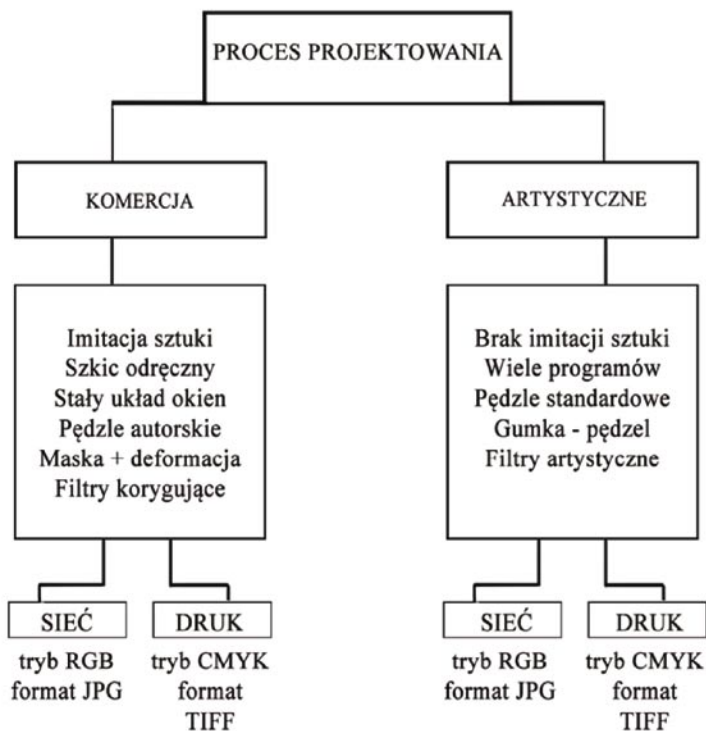 PROCES PROJEKTOWANIA
KOMERCJA
Imitacja sztuki
Szkic odręczny
Stały układ okien
Pędzle autorskie
Maska + deformacja
Filtry korygujące
SIEĆ
tryb RGB
format JPG
DRUK
tryb CMYK
format
TIFF
ARTYSTYCZNE
Brak imitacji sztuki
Wiele programów
Pędzle standardowe
Gumka - pędzel
Filtry artystyczne
SIEĆ
tryb RGB
format JPG
DRUK
tryb CMYK
format
TIFF